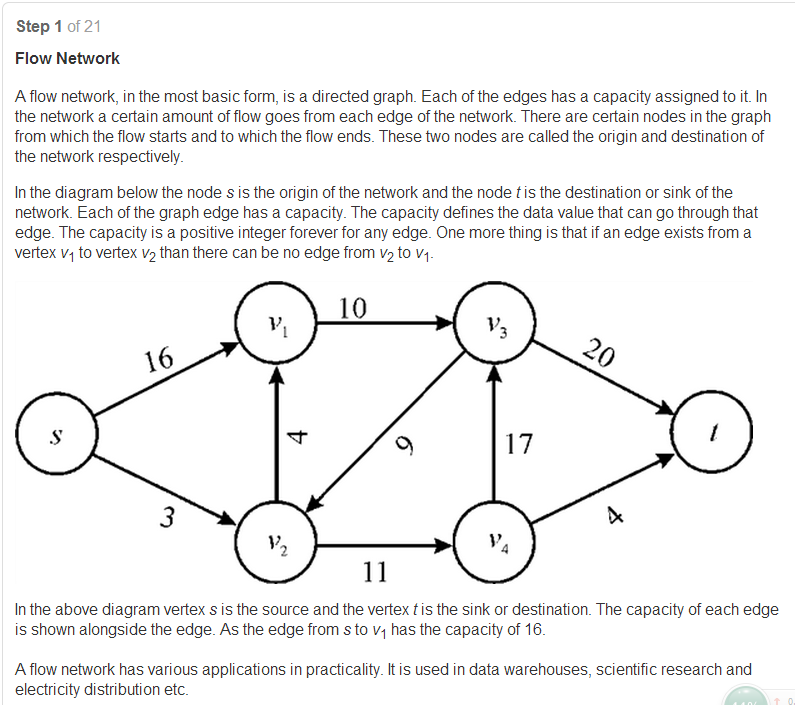 Step 1 of 21
Flow Network
A flow network, in the most basic form, is a directed graph. Each of the edges has a capacity assigned to it. In
the network a certain amount of flow goes from each edge of the network. There are certain nodes in the graph
from which the flow starts and to which the flow ends. These two nodes are called the origin and destination of
the network respectively.
In the diagram below the node s is the origin of the network and the node t is the destination or sink of the
network. Each of the graph edge has a capacity. The capacity defines the data value that can go through that
edge. The capacity is a positive integer forever for any edge. One more thing is that if an edge exists from a
vertex v₁ to vertex v₂ than there can be no edge from v₂ to v₁.
10
v₁
v₃
16
20
s
4
9
17
t
3
4
v₂
v₄
11
In the above diagram vertex s is the source and the vertex t is the sink or destination. The capacity of each edge
is shown alongside the edge. As the edge from s to v₁ has the capacity of 16.
A flow network has various applications in practicality. It is used in data warehouses, scientific research and
electricity distribution etc.